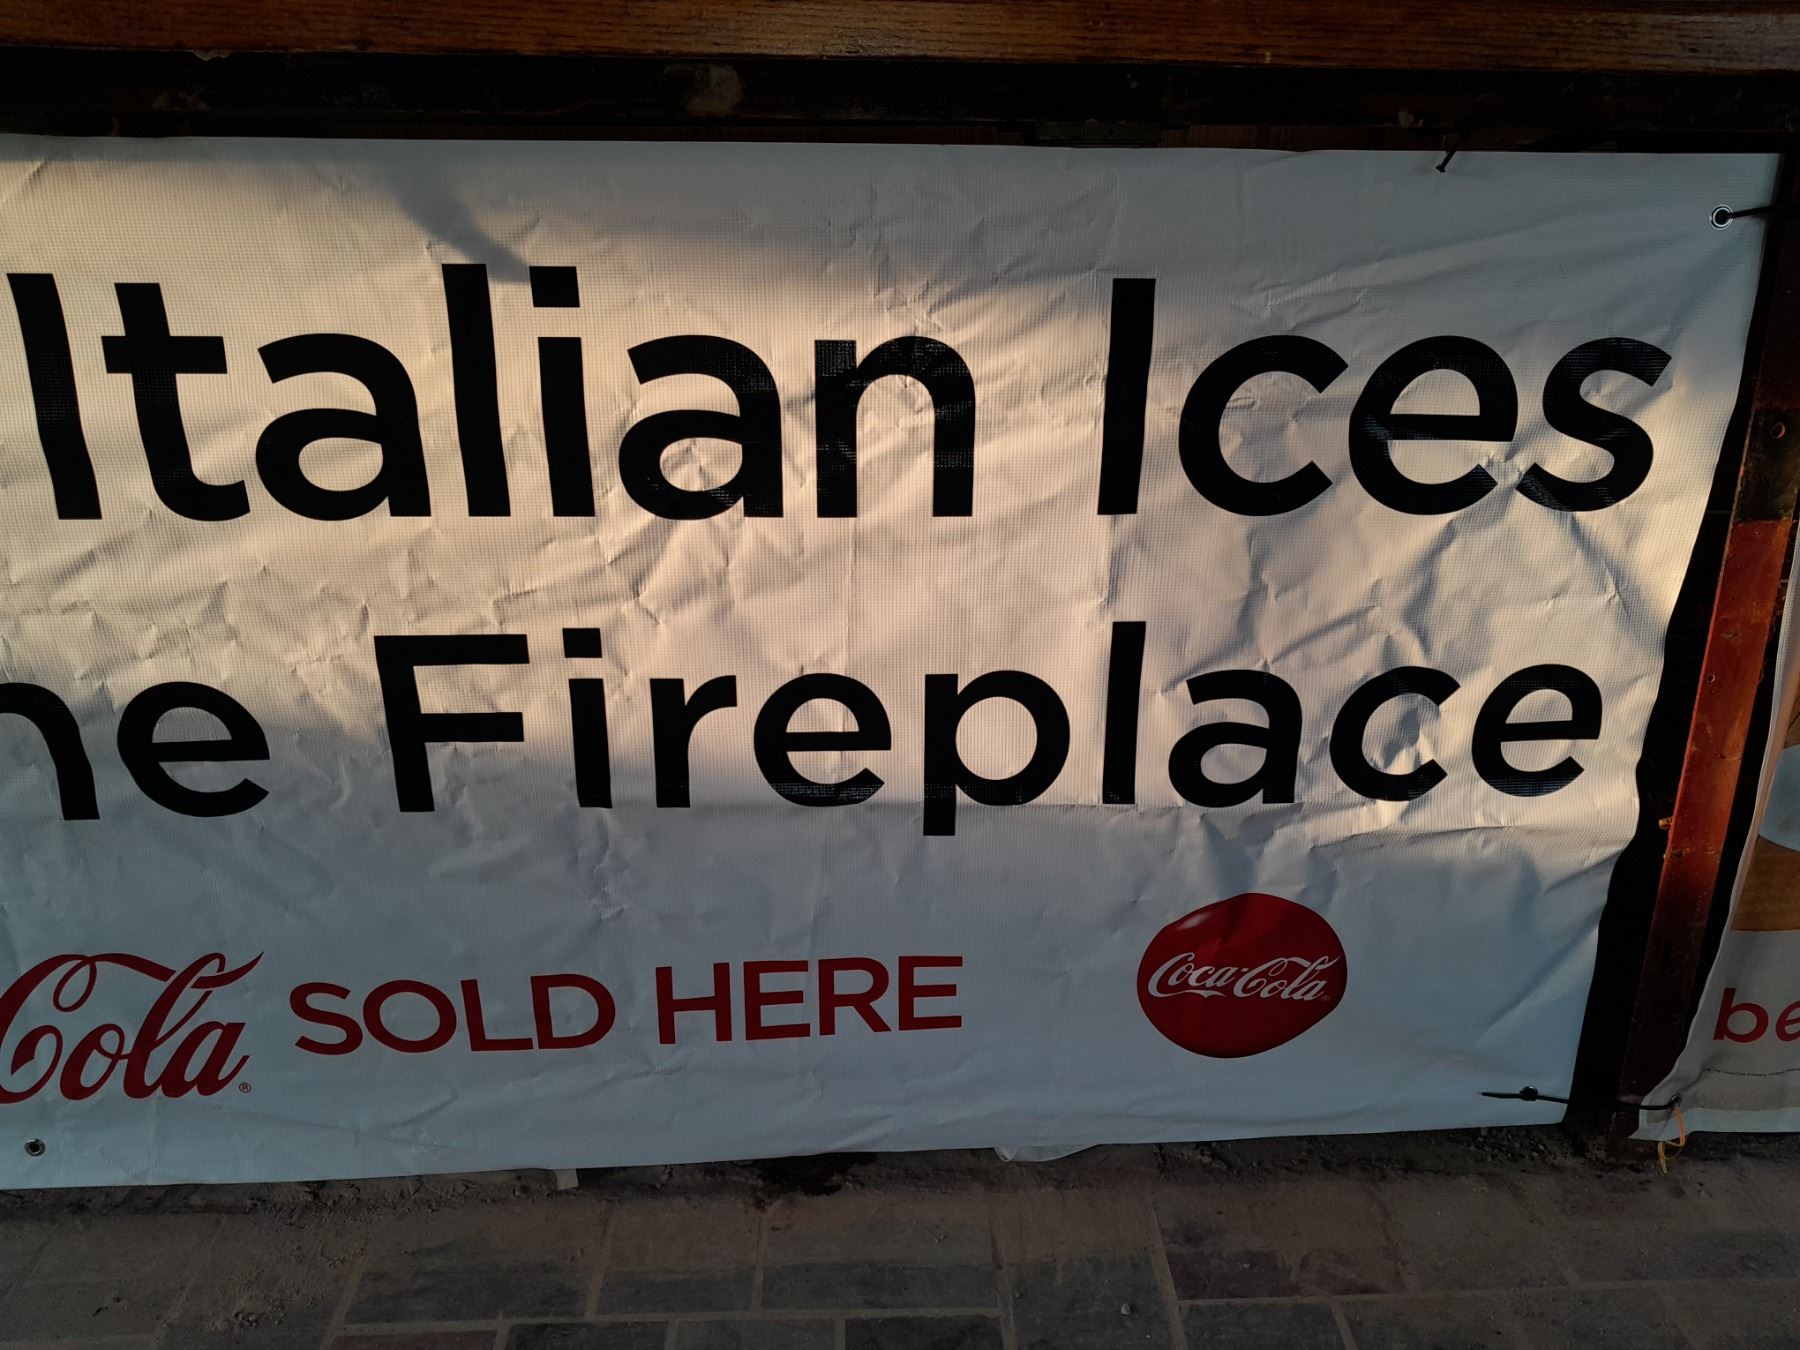 Italian Ices
he Fireplace
Cola® SOLD HERE
Coca-Cola
be